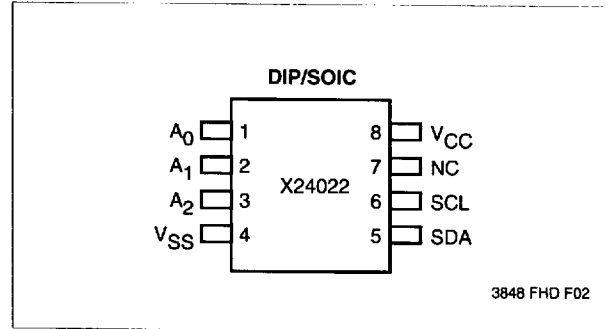 DIP/SOIC
A0 1 8 VCC
A1 2 7 NC
X24022
A2 3 6 SCL
VSS 4 5 SDA
3848 FHD F02